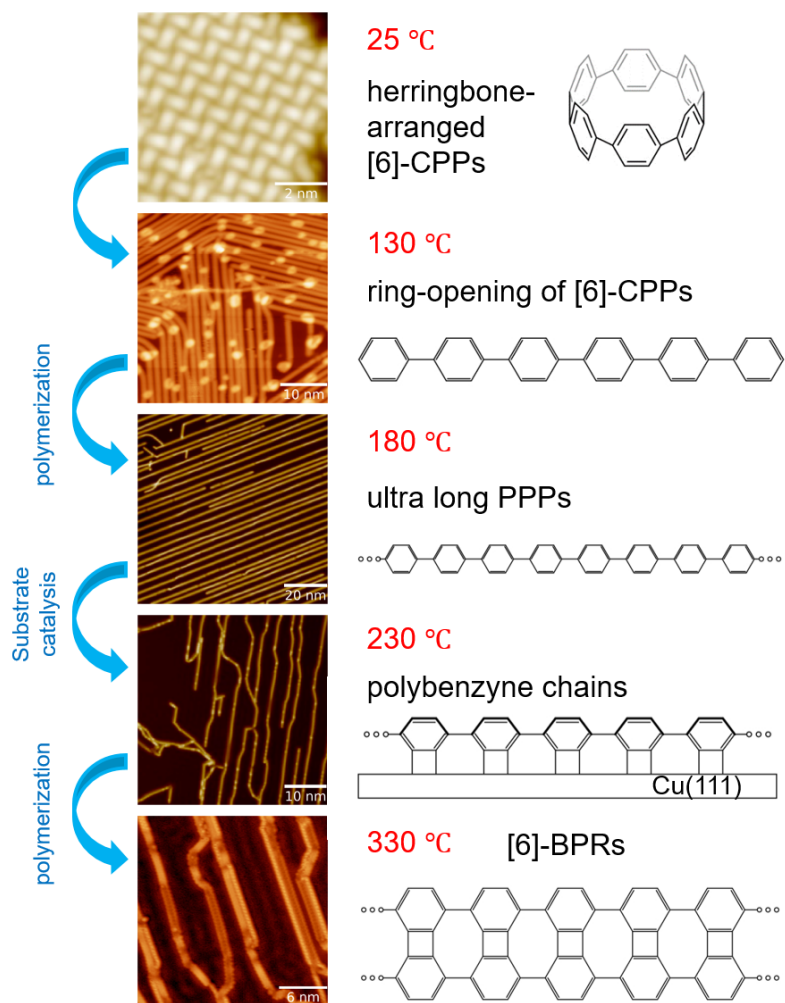 25 ℃
herringbone-
arranged
[6]-CPPs
2 nm
130 ℃
ring-opening of [6]-CPPs
10 nm
polymerization
180 ℃
ultra long PPPs
20 nm
Substrate
catalysis
230 ℃
polybenzyne chains
10 nm
Cu(111)
polymerization
330 ℃ [6]-BPRs
6 nm